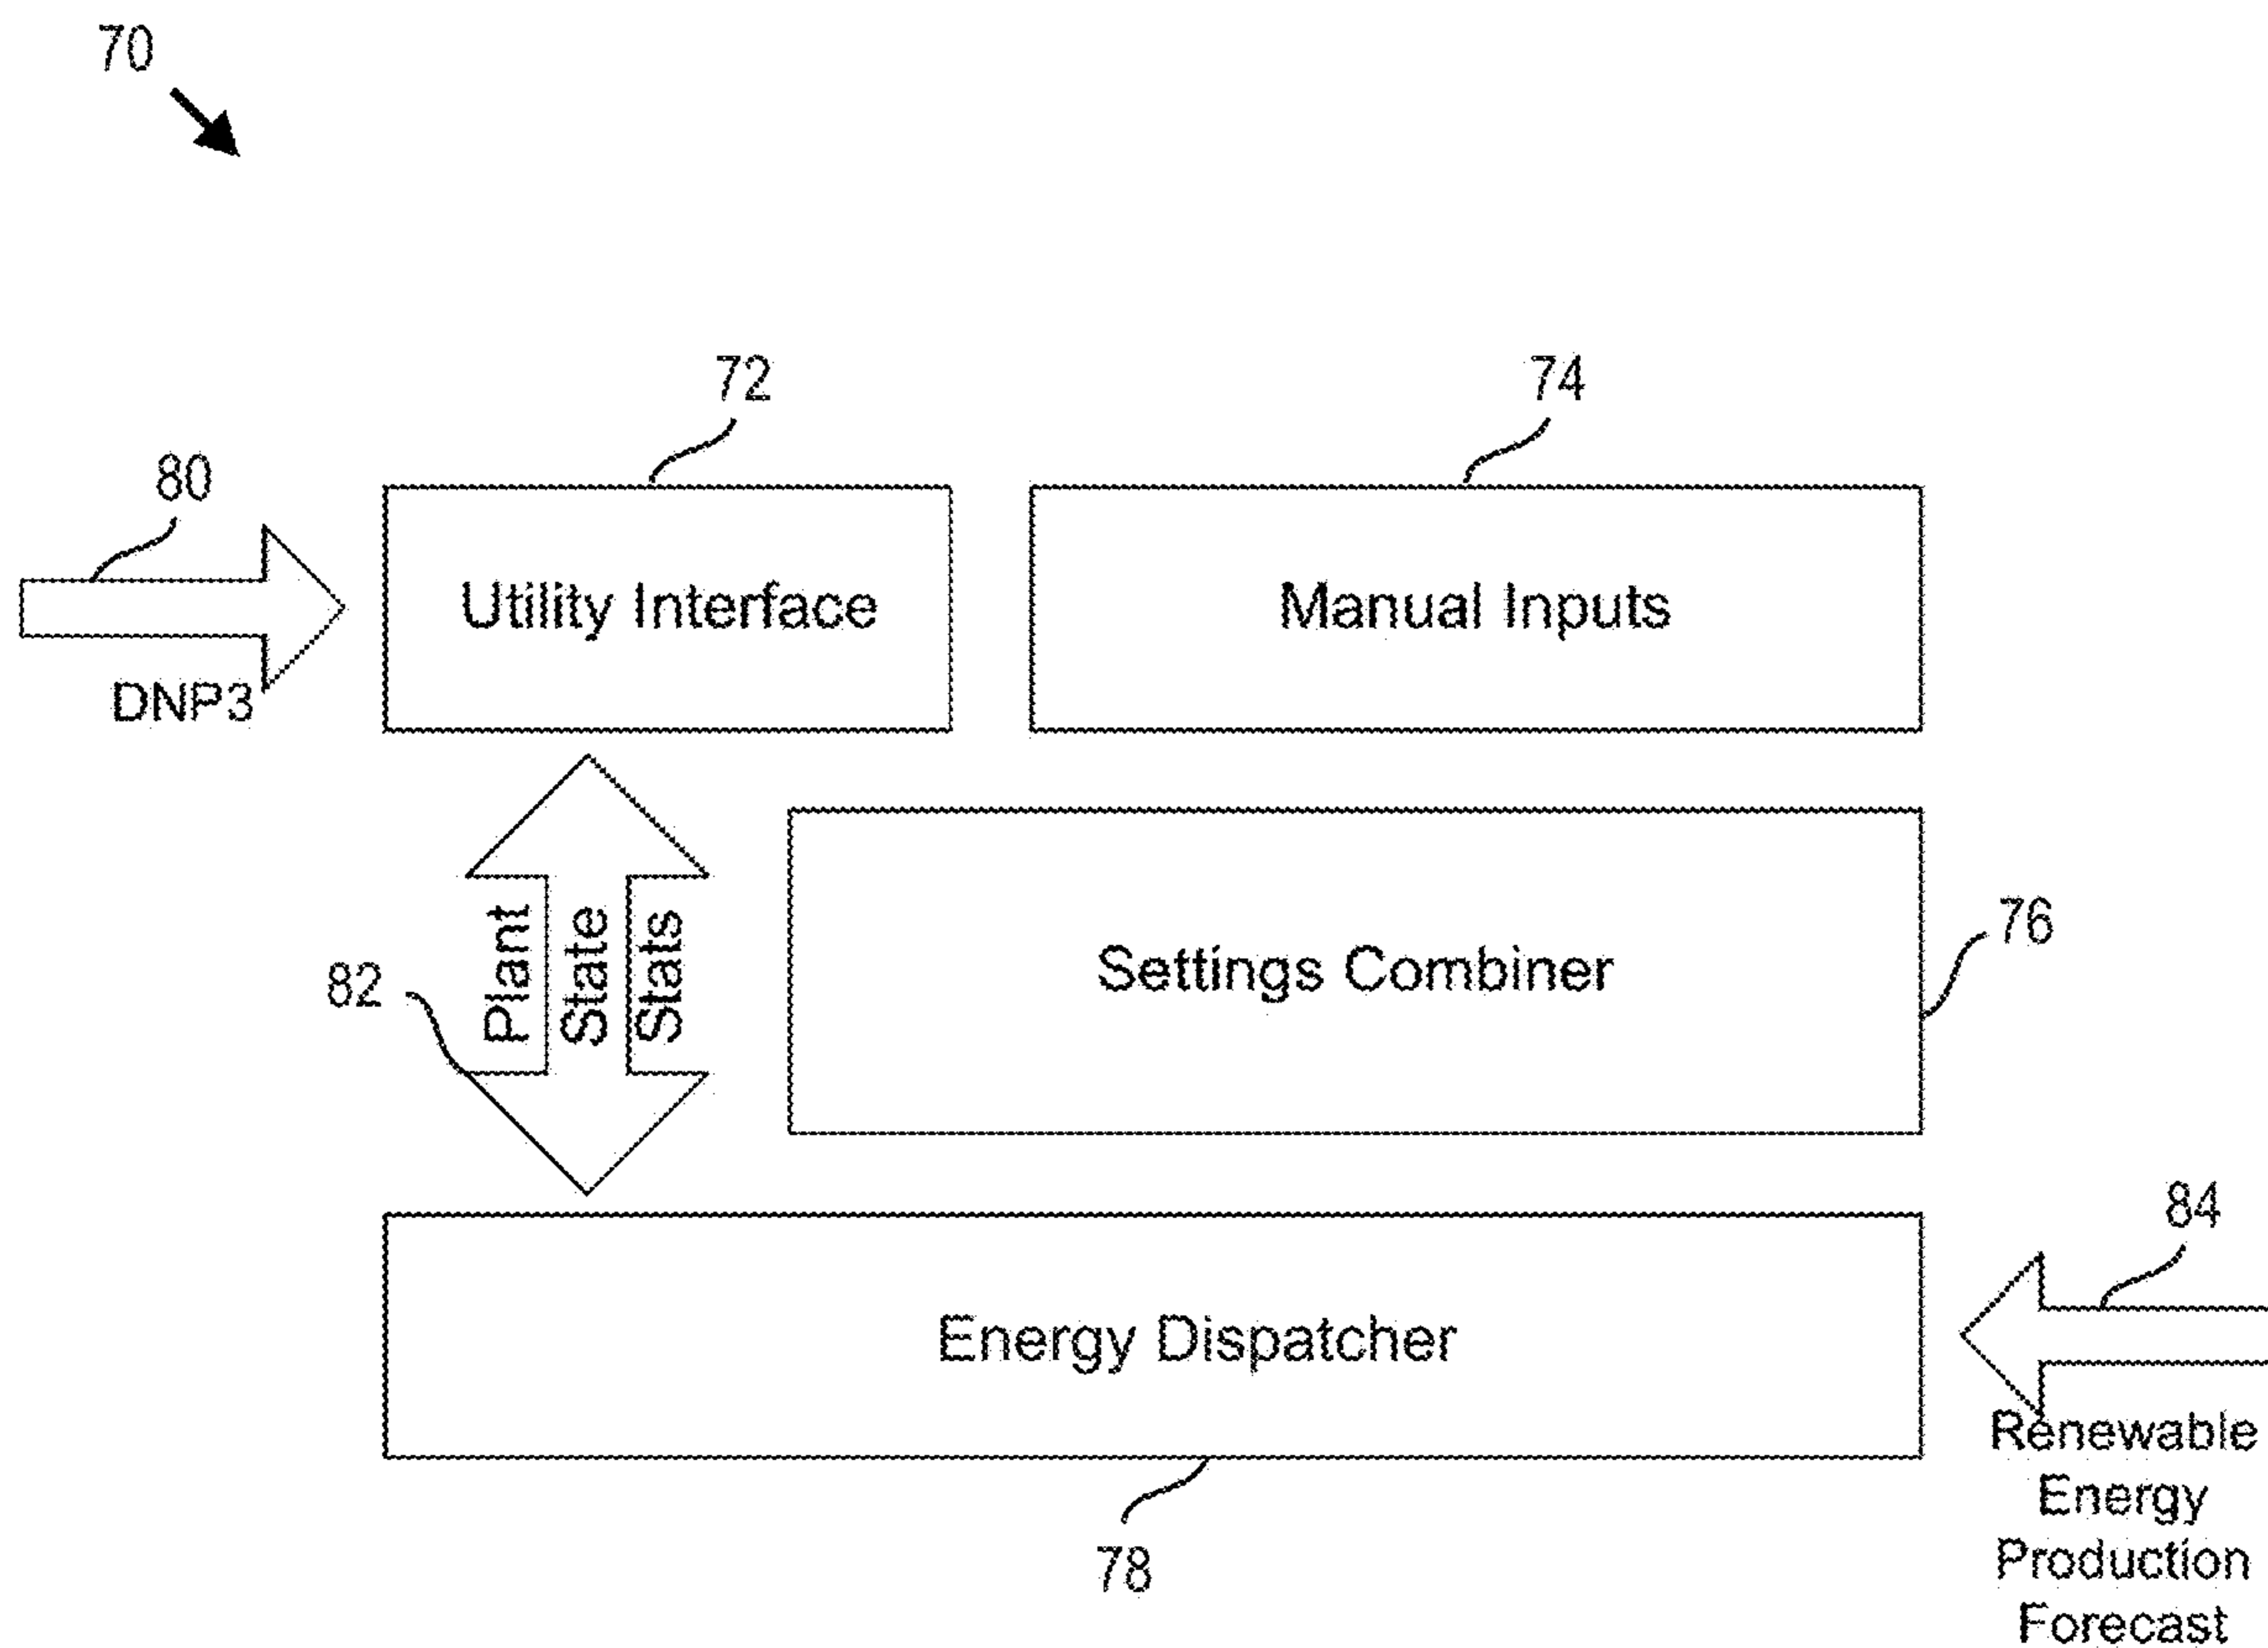 70
72
74
80
Utility Interface
Manual Inputs
DNP3
Plant
State
Stats
82
Settings Combiner
76
84
Energy Dispatcher
Renewable
Energy
Production
Forecast
78